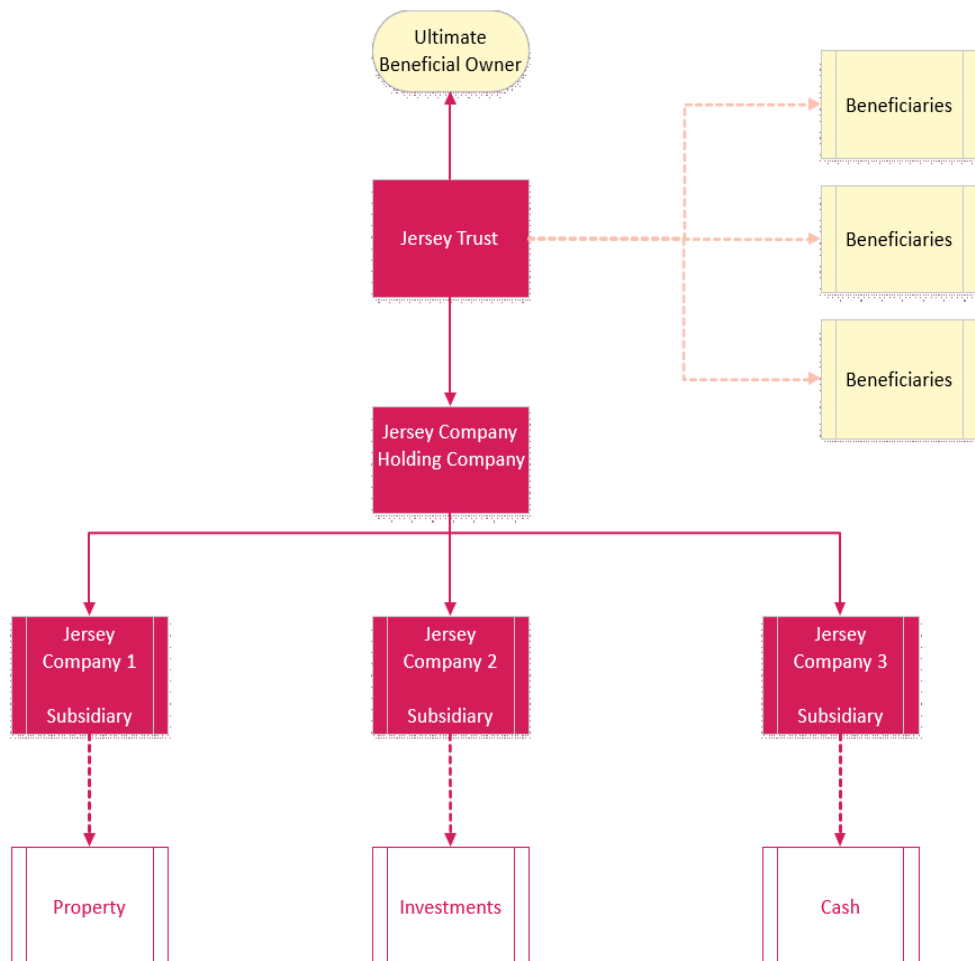 Ultimate
Beneficial Owner
Beneficiaries
Jersey Trust
Beneficiaries
Beneficiaries
Jersey Company
Holding Company
Jersey
Company 1
Subsidiary
Jersey
Company 2
Subsidiary
Jersey
Company 3
Subsidiary
Property
Investments
Cash